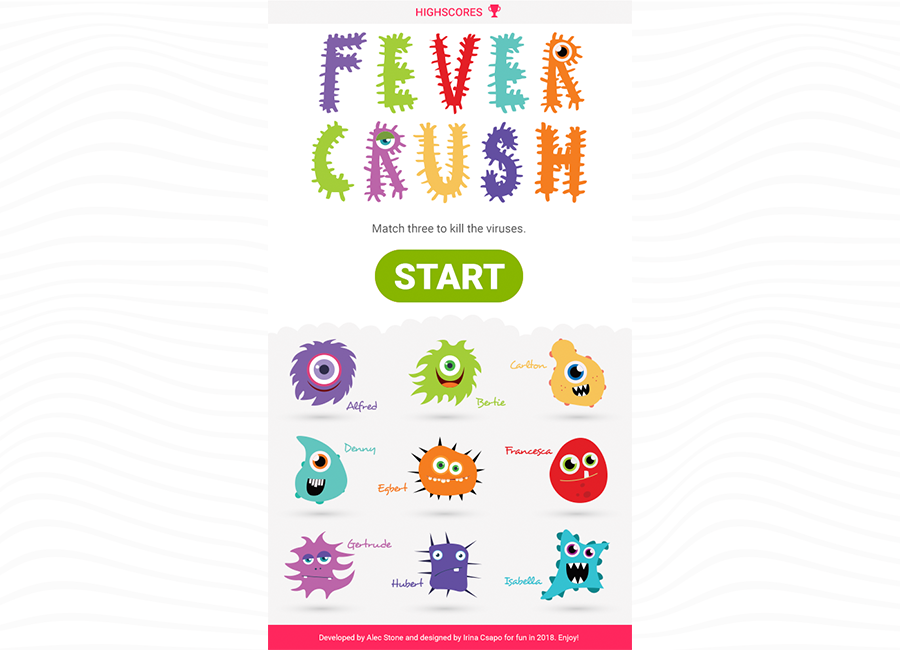 HIGHSCORES
FEVER
CRUSH
Match three to kill the viruses.
START
Alfred
Bertie
Carlton
Denny
Egbert
Francesca
Gertrude
Hubert
Isabella
Developed by Alec Stone and designed by Irina Csapo for fun in 2018. Enjoy!